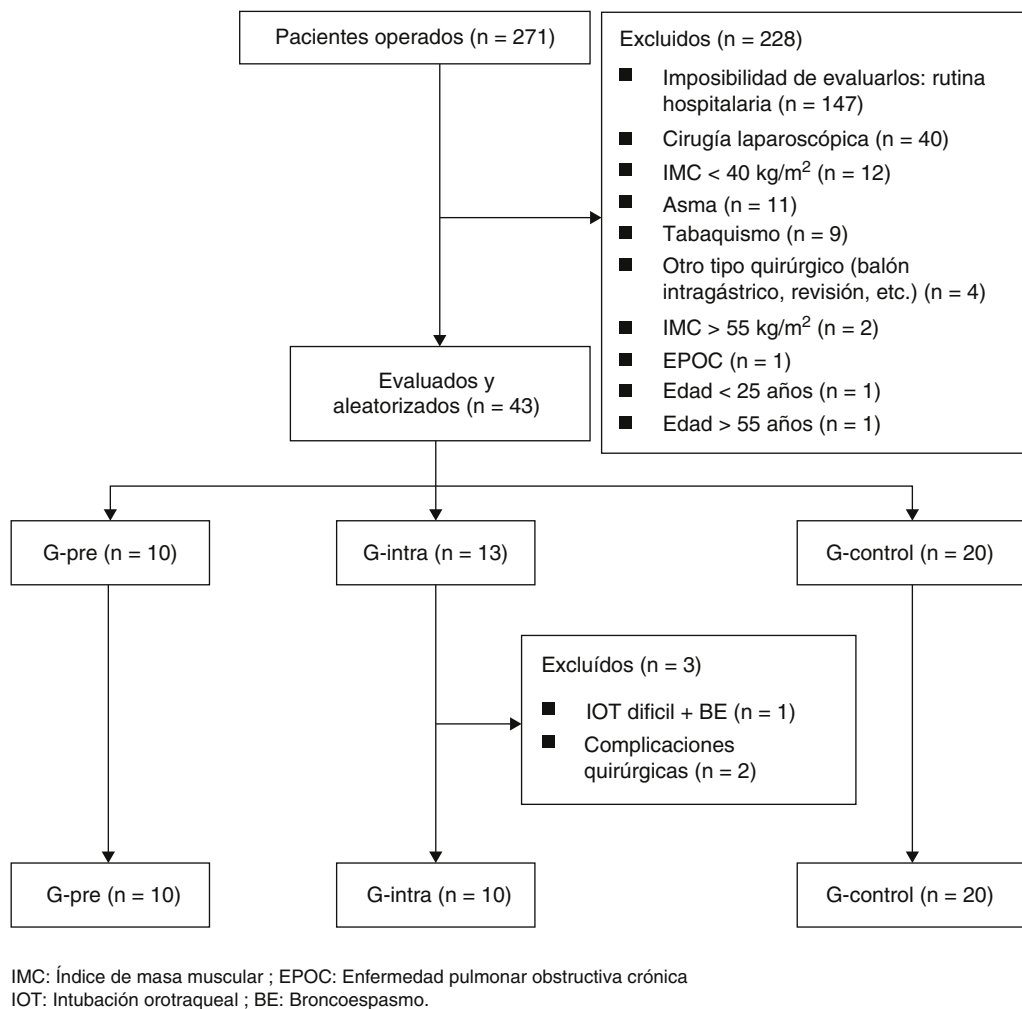 Pacientes operados (n = 271)
Excluidos (n = 228)
■ Imposibilidad de evaluarlos: rutina
hospitalaria (n = 147)
■ Cirugía laparoscópica (n = 40)
■ IMC < 40 kg/m² (n = 12)
■ Asma (n = 11)
■ Tabaquismo (n = 9)
■ Otro tipo quirúrgico (balón
intragástrico, revisión, etc.) (n = 4)
■ IMC > 55 kg/m² (n = 2)
■ EPOC (n = 1)
■ Edad < 25 años (n = 1)
■ Edad > 55 años (n = 1)
Evaluados y
aleatorizados (n = 43)
G-pre (n = 10)
G-intra (n = 13)
G-control (n = 20)
Excluídos (n = 3)
■ IOT dificil + BE (n = 1)
■ Complicaciones
quirúrgicas (n = 2)
G-pre (n = 10)
G-intra (n = 10)
G-control (n = 20)
IMC: Índice de masa muscular ; EPOC: Enfermedad pulmonar obstructiva crónica
IOT: Intubación orotraqueal ; BE: Broncoespasmo.